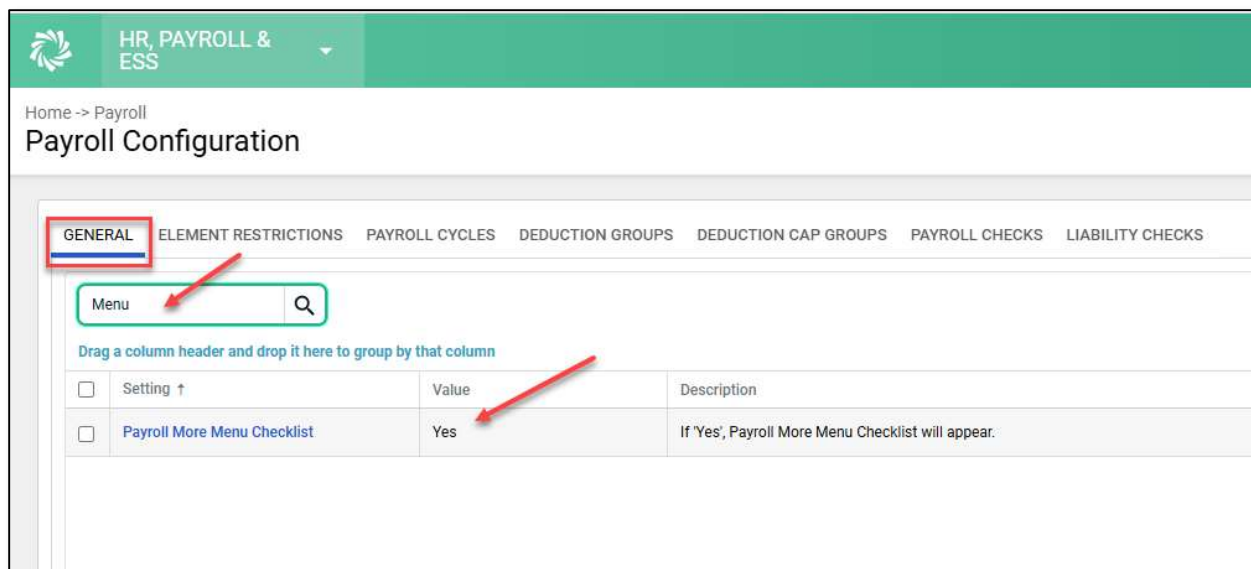 HR, PAYROLL &
ESS
Home -> Payroll
Payroll Configuration
GENERAL ELEMENT RESTRICTIONS PAYROLL CYCLES DEDUCTION GROUPS DEDUCTION CAP GROUPS PAYROLL CHECKS LIABILITY CHECKS
Menu
Drag a column header and drop it here to group by that column
Setting ↑ Value Description
Payroll More Menu Checklist Yes If 'Yes', Payroll More Menu Checklist will appear.